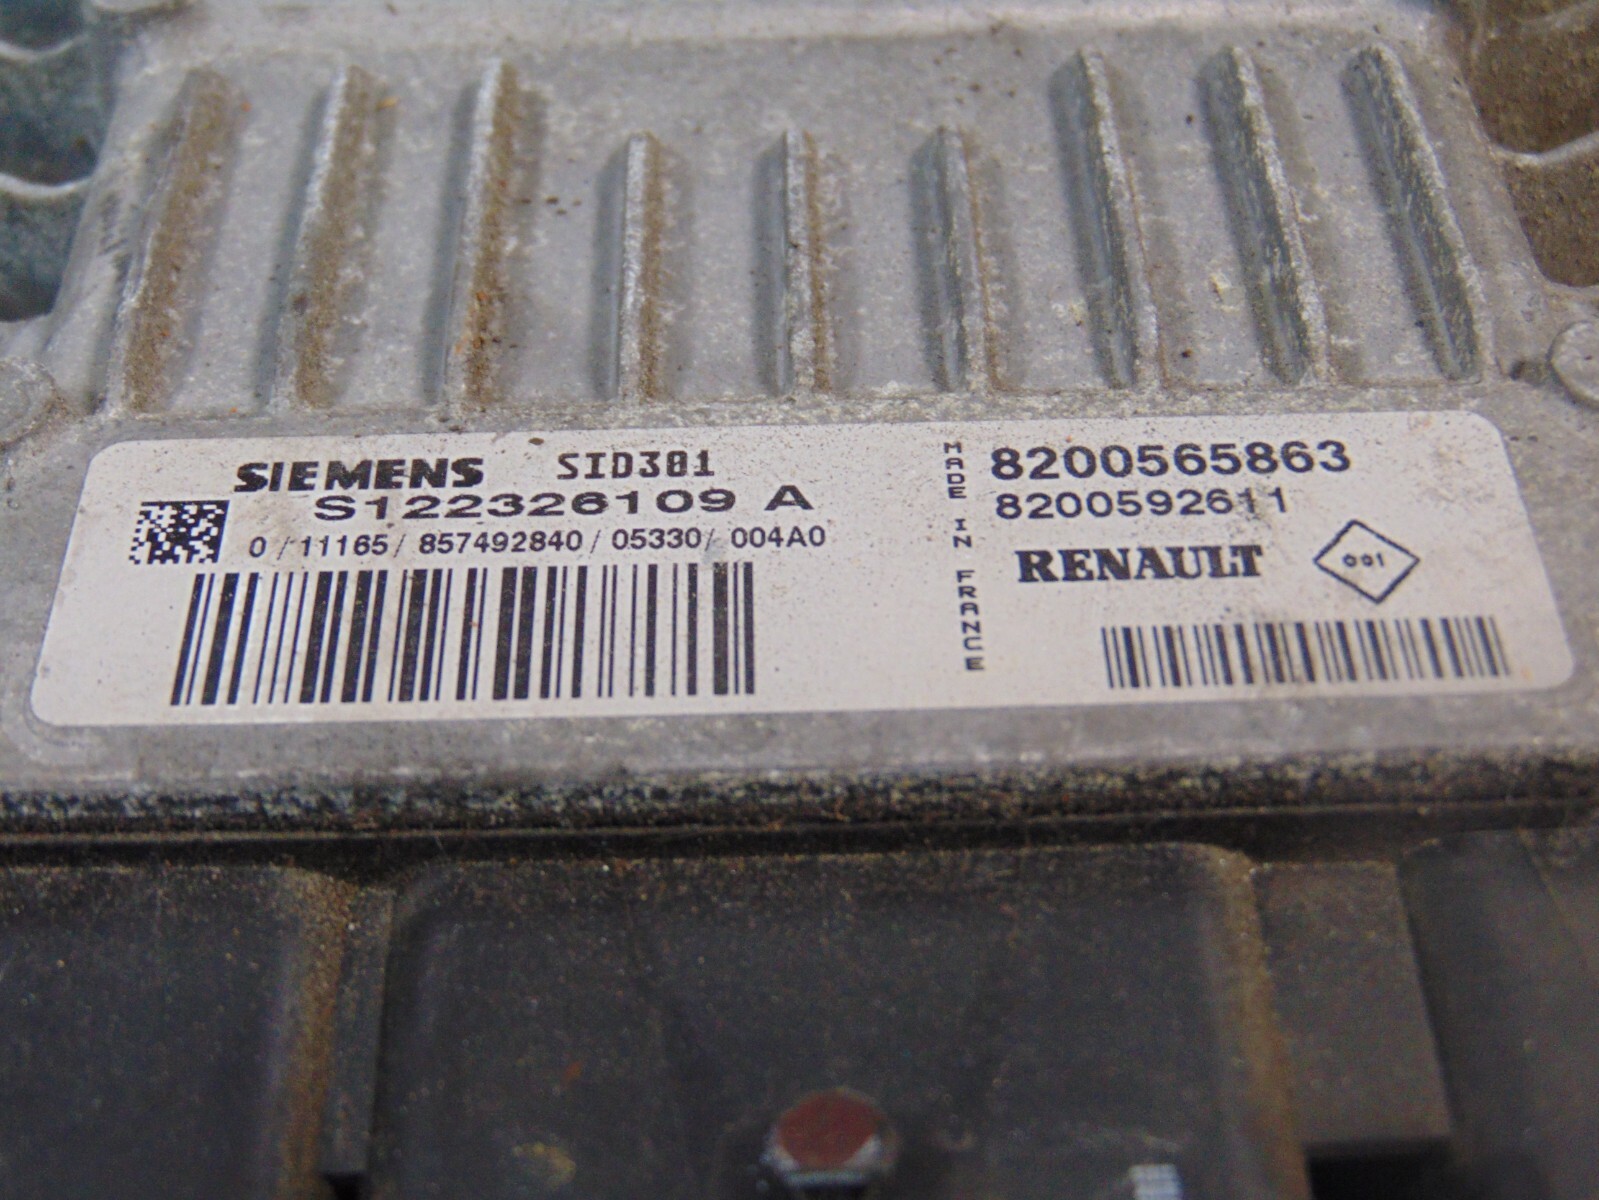 SIEMENS SID301
S122326109 A
0/11165/857492840/05330/004A0
MADE IN FRANCE
8200565863
8200592611
RENAULT 001